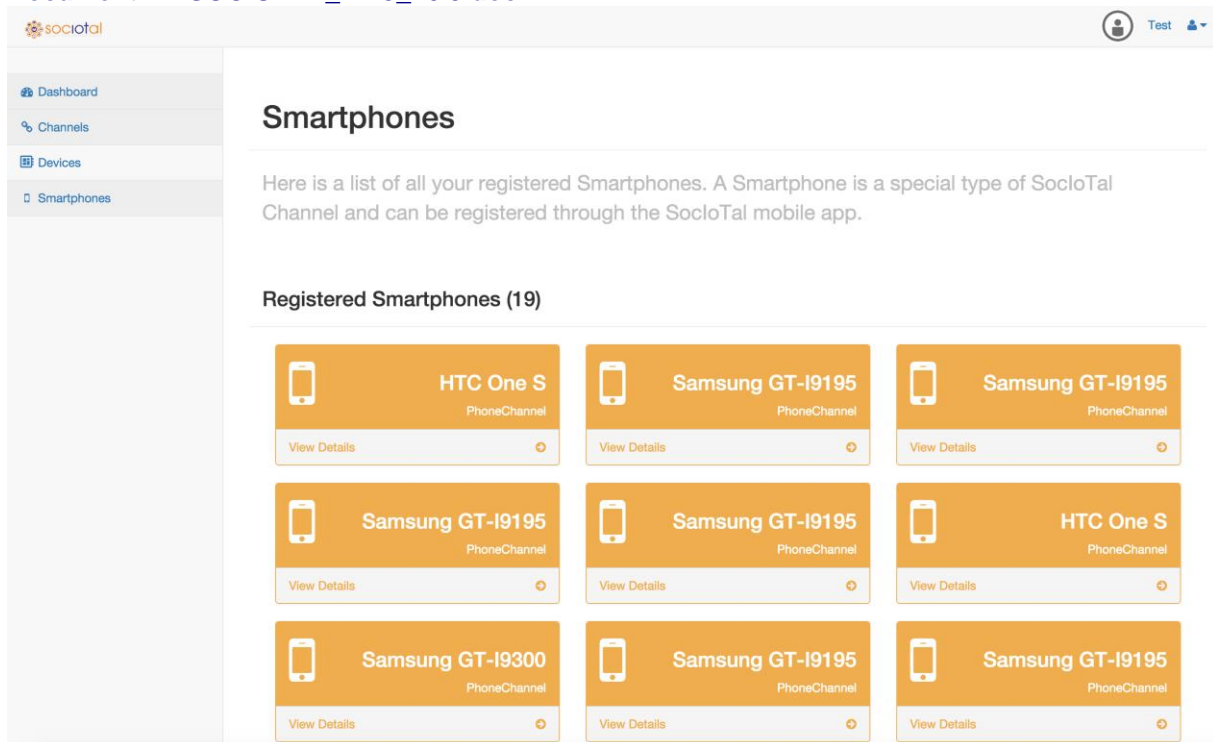 sociotal
Test
Dashboard
Channels
Devices
Smartphones
Smartphones
Here is a list of all your registered Smartphones. A Smartphone is a special type of SocIoTal
Channel and can be registered through the SocIoTal mobile app.
Registered Smartphones (19)
HTC One S
PhoneChannel
View Details
Samsung GT-I9195
PhoneChannel
View Details
Samsung GT-I9195
PhoneChannel
View Details
Samsung GT-I9195
PhoneChannel
View Details
Samsung GT-I9195
PhoneChannel
View Details
HTC One S
PhoneChannel
View Details
Samsung GT-I9300
PhoneChannel
View Details
Samsung GT-I9195
PhoneChannel
View Details
Samsung GT-I9195
PhoneChannel
View Details